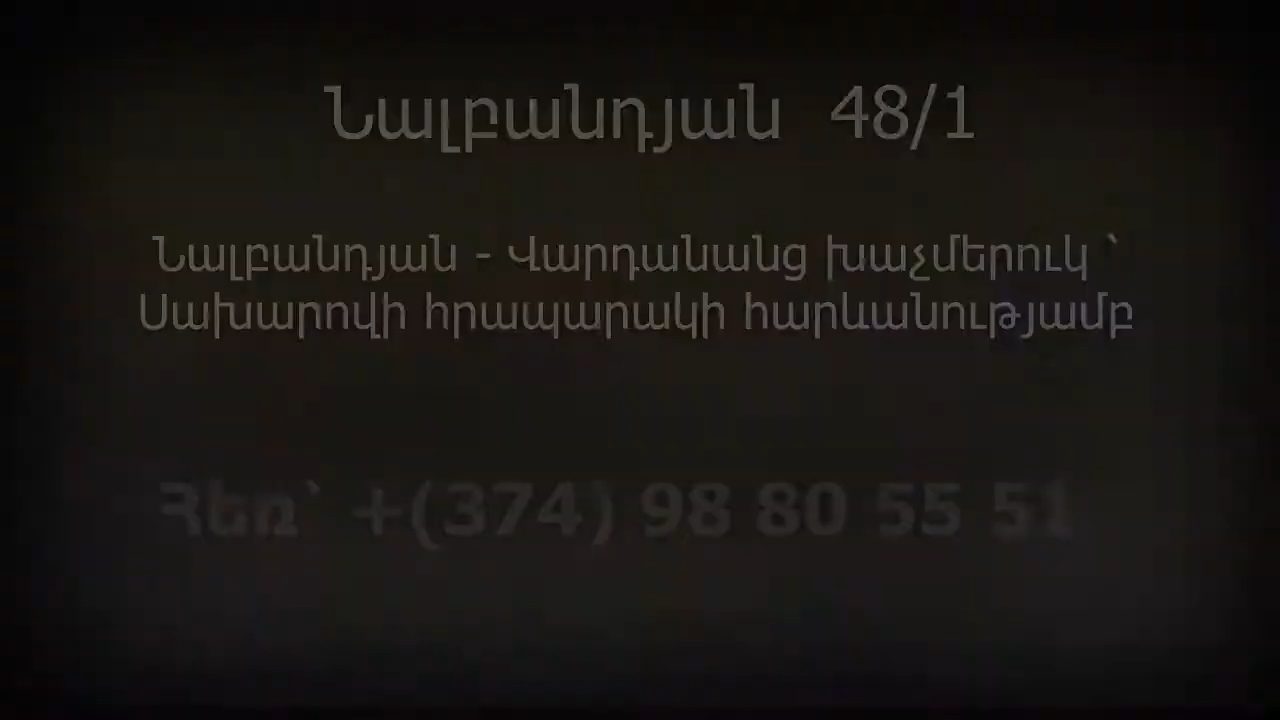 Նալբանդյան 48/1
Նալբանդյան - Վարդանանց խաչմերուկ ՝
Սախարովի հրապարակի հարևանությամբ
Հեռ՝ +(374) 98 80 55 51